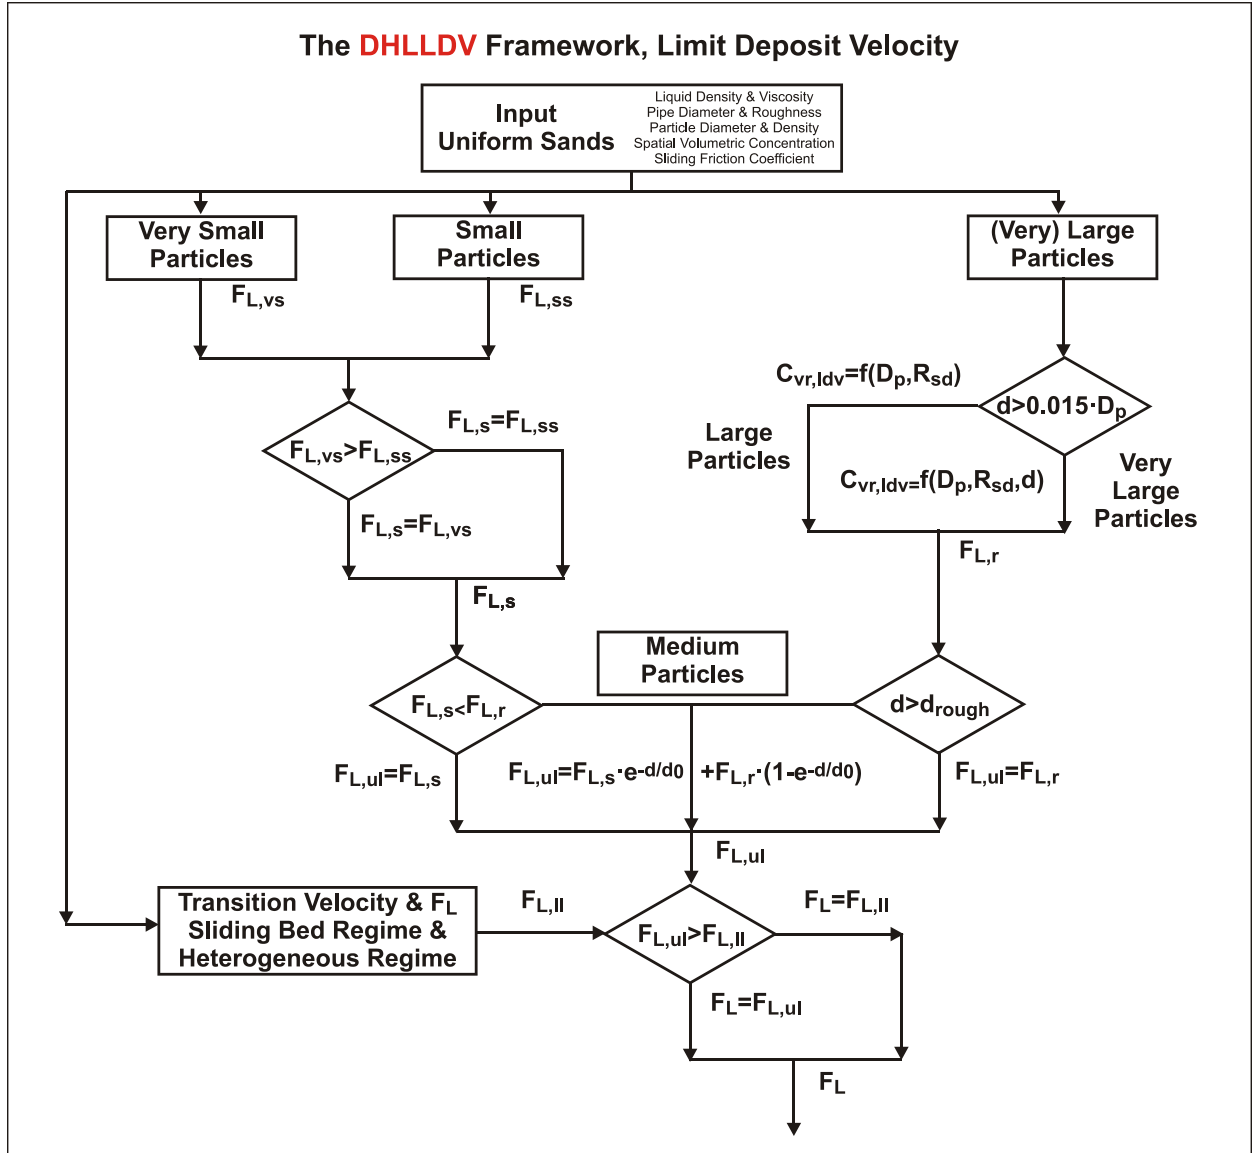 The DHLLDV Framework, Limit Deposit Velocity
Input
Uniform Sands
Liquid Density & Viscosity
Pipe Diameter & Roughness
Particle Diameter & Density
Spatial Volumetric Concentration
Sliding Friction Coefficient
Very Small
Particles
Small
Particles
(Very) Large
Particles
FL,vs
FL,ss
Cvr,ldv=f(Dp,Rsd)
d>0.015·Dp
FL,s=FL,ss
FL,vs>FL,ss
Large
Particles
Very
Large
Particles
Cvr,ldv=f(Dp,Rsd,d)
FL,s=FL,vs
FL,r
FL,s
Medium
Particles
FL,s<FL,r
d>drough
FL,ul=FL,s
FL,ul=FL,s·e-d/d0 +FL,r·(1-e-d/d0)
FL,ul=FL,r
FL,ul
Transition Velocity & FL
Sliding Bed Regime &
Heterogeneous Regime
FL,ll
FL,ul>FL,ll
FL=FL,ll
FL=FL,ul
FL